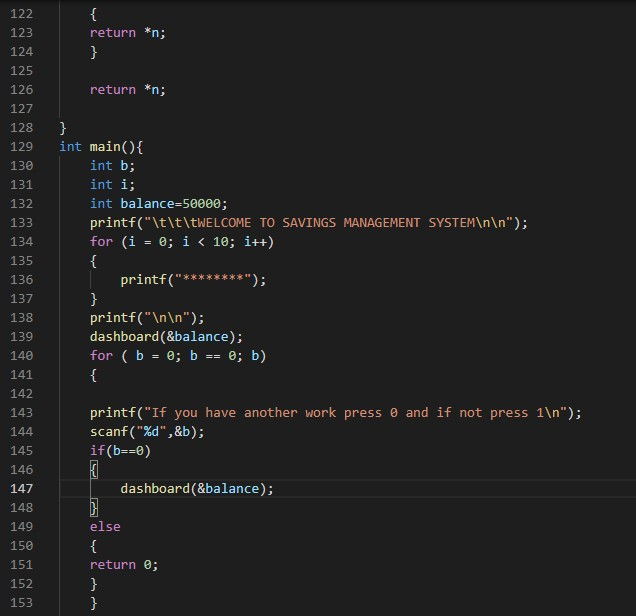 122 {
123 return *n;
124 }
125
126 return *n;
127
128 }
129 int main(){
130 int b;
131 int i;
132 int balance=50000;
133 printf("\t\t\tWELCOME TO SAVINGS MANAGEMENT SYSTEM\n\n");
134 for (i = 0; i < 10; i++)
135 {
136 printf("********");
137 }
138 printf("\n\n");
139 dashboard(&balance);
140 for ( b = 0; b == 0; b)
141 {
142
143 printf("If you have another work press 0 and if not press 1\n");
144 scanf("%d",&b);
145 if(b==0)
146 {
147 dashboard(&balance);
148 }
149 else
150 {
151 return 0;
152 }
153 }